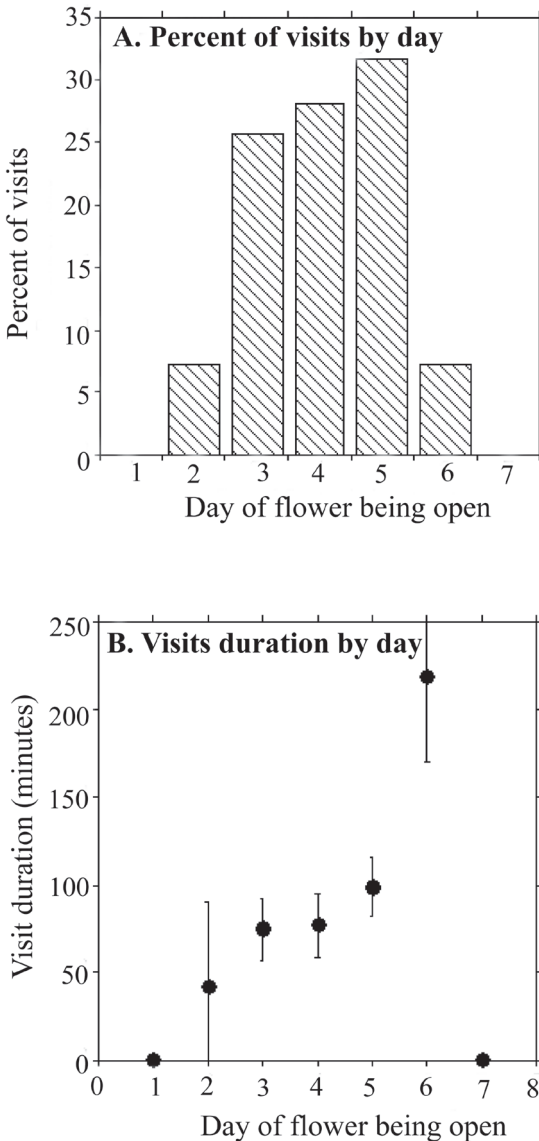 A. Percent of visits by day
Percent of visits
35
30
25
20
15
10
5
0
1 2 3 4 5 6 7
Day of flower being open
B. Visits duration by day
Visit duration (minutes)
250
200
150
100
50
0
0 1 2 3 4 5 6 7 8
Day of flower being open